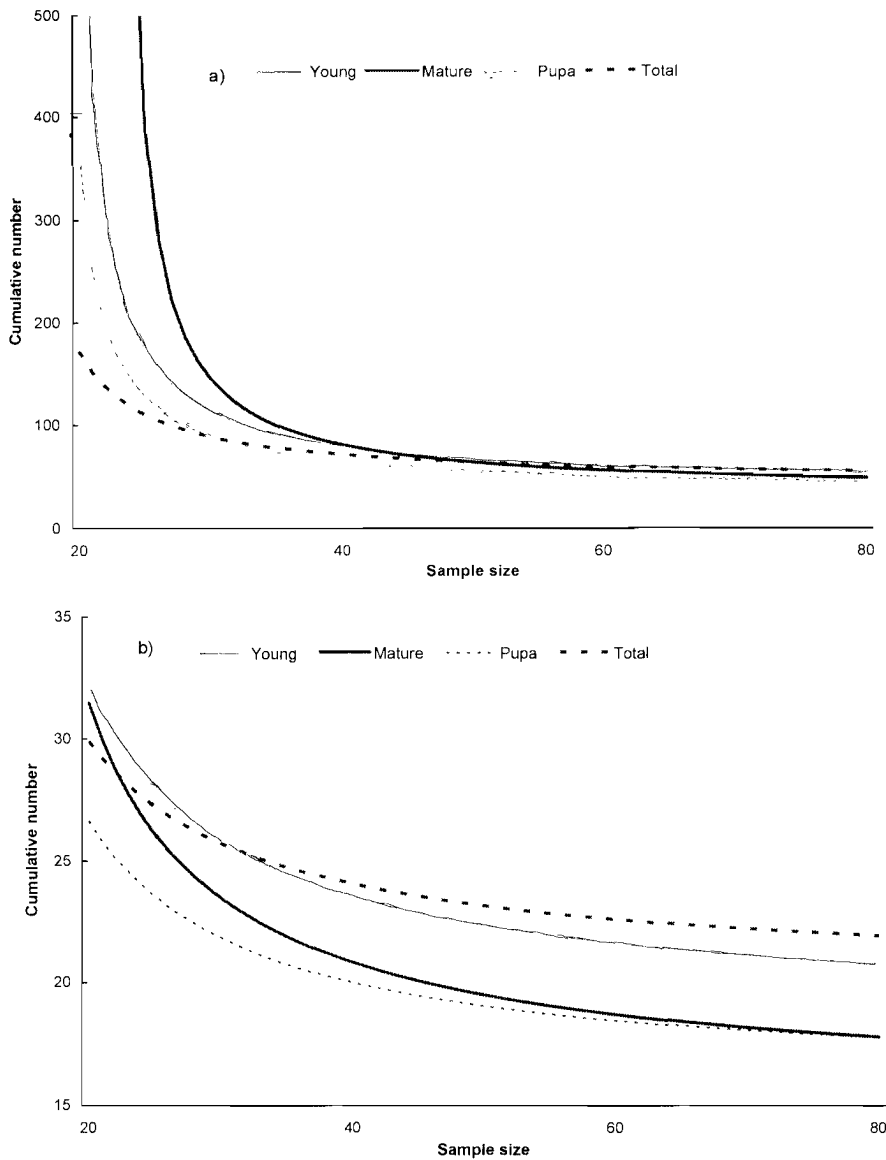 500
a)
Young
Mature
Pupa
Total
400
300
200
100
0
Cumulative number
20
40
60
80
Sample size
35
b)
Young
Mature
Pupa
Total
30
25
20
15
Cumulative number
20
40
60
80
Sample size